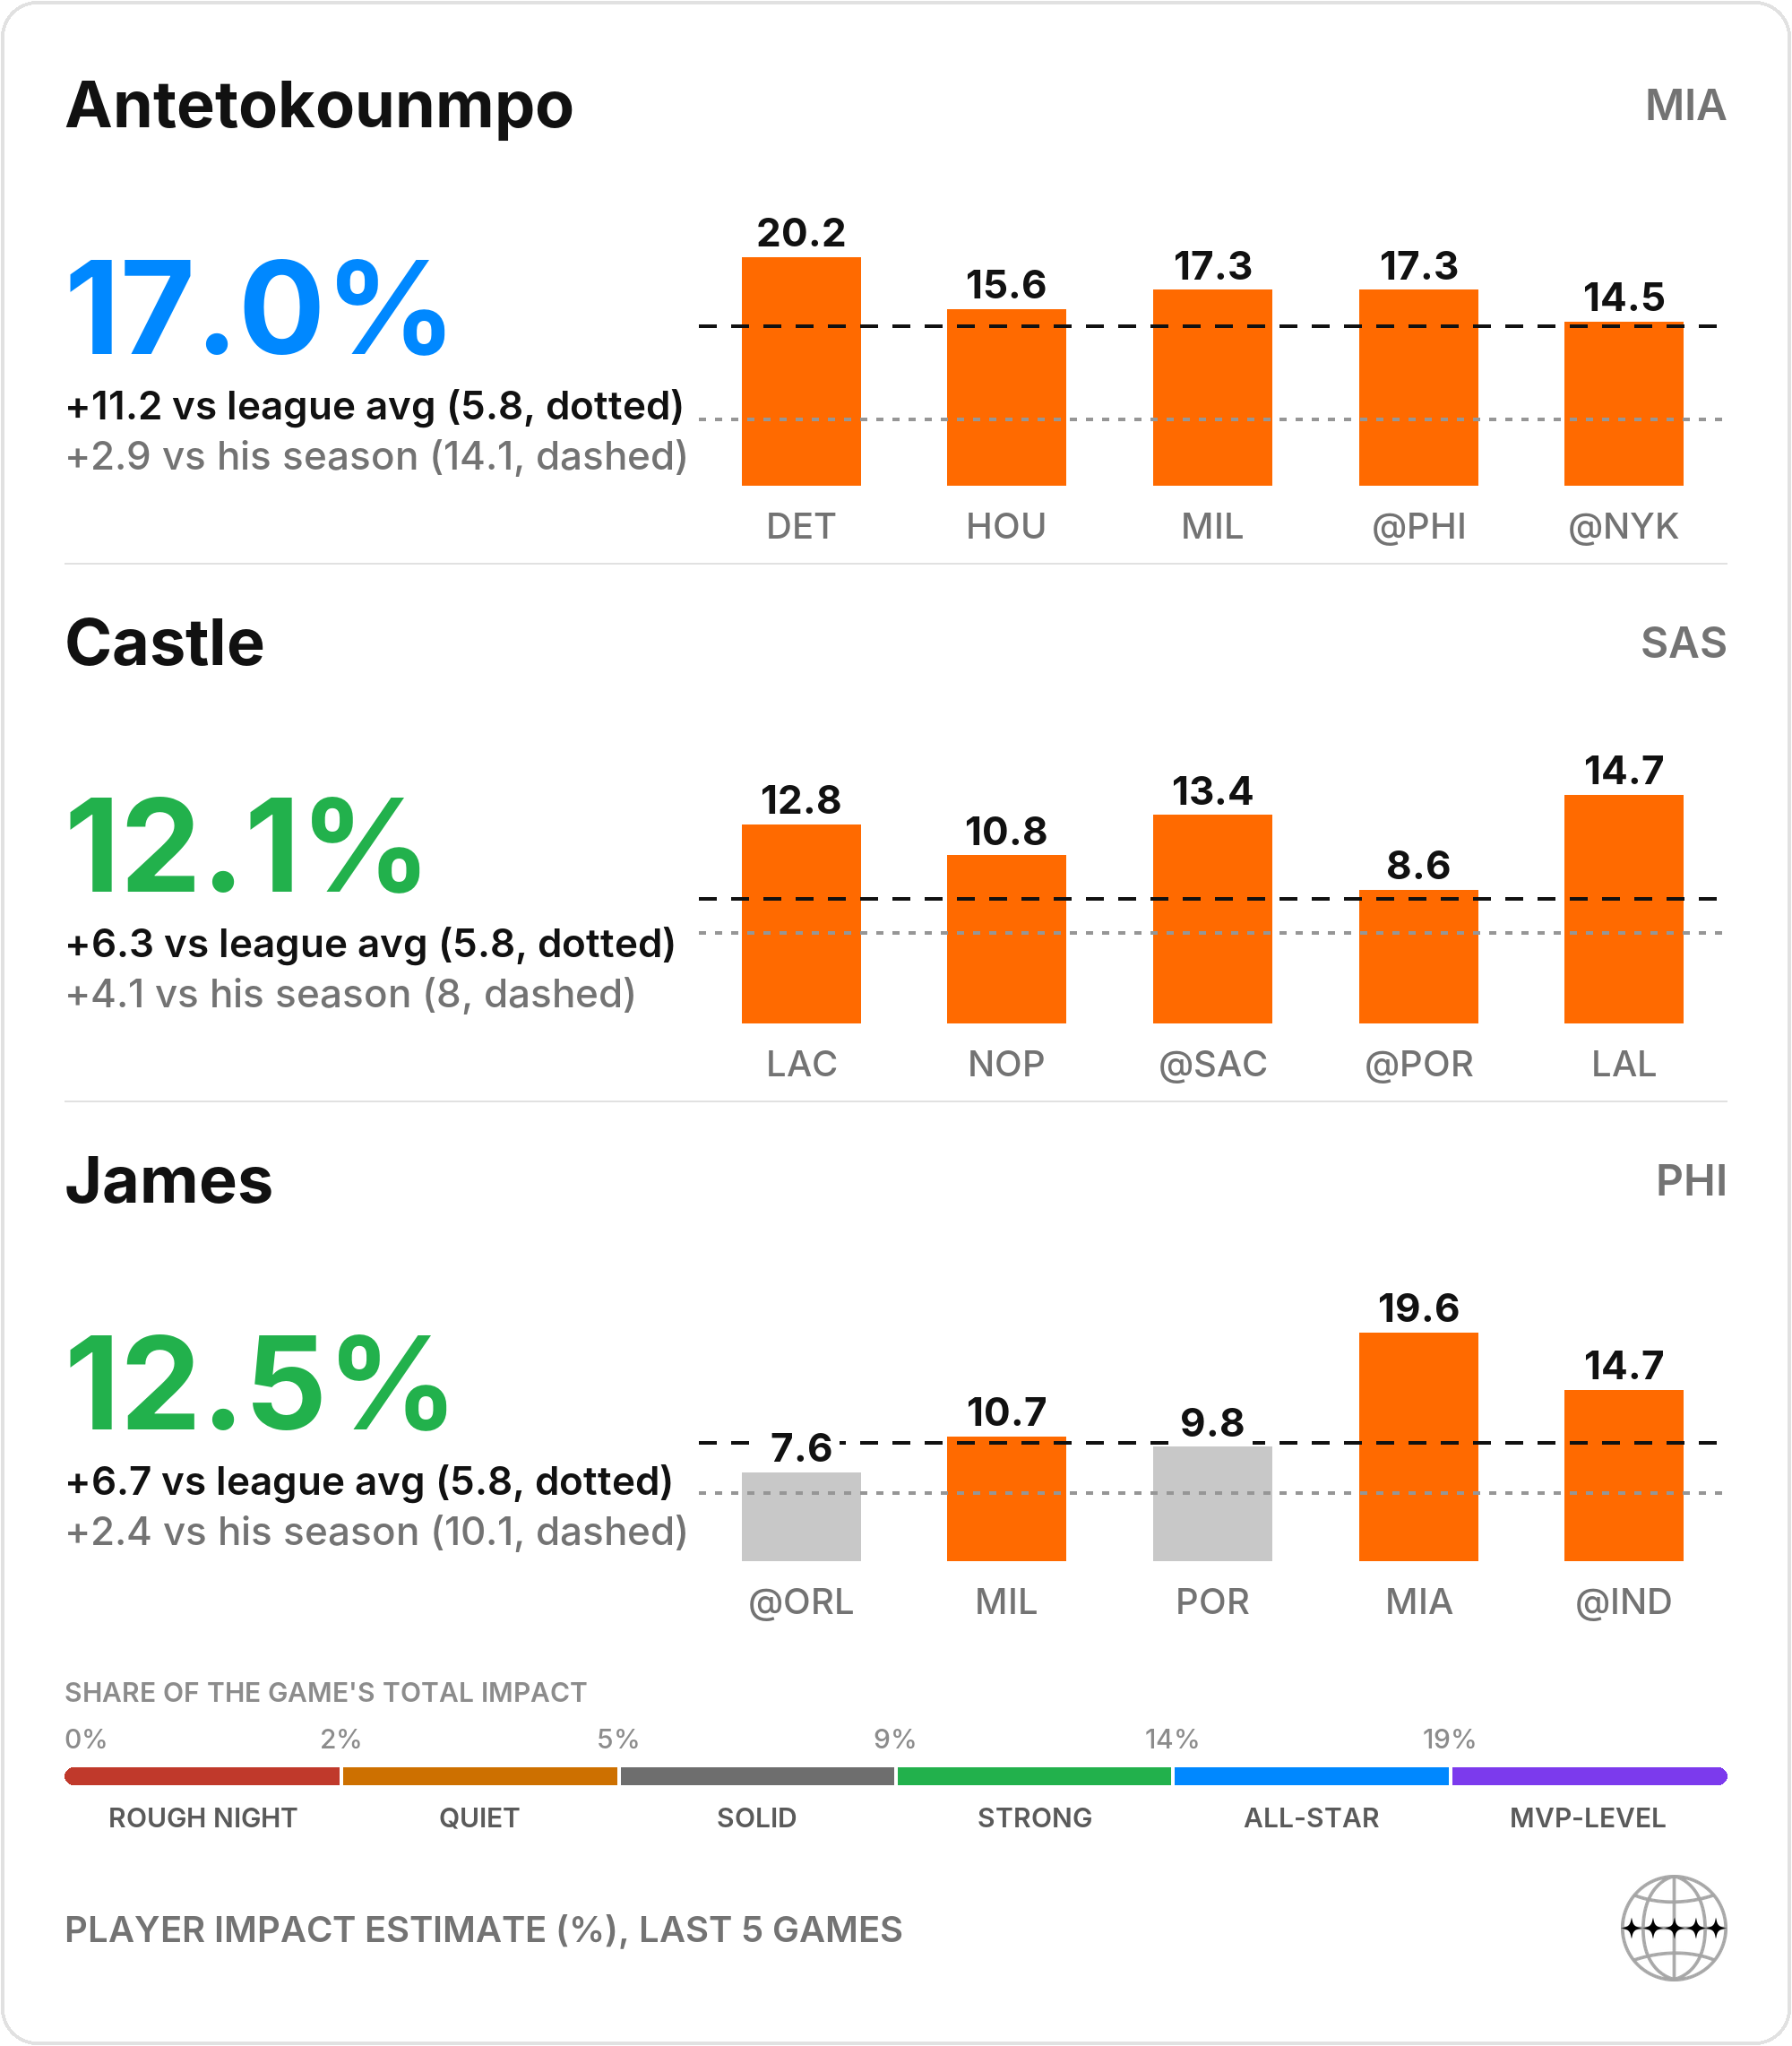 Antetokounmpo
MIA
17.0%
+11.2 vs league avg (5.8, dotted)
+2.9 vs his season (14.1, dashed)
20.2 15.6 17.3 17.3 14.5
DET HOU MIL @PHI @NYK
Castle
SAS
12.1%
+6.3 vs league avg (5.8, dotted)
+4.1 vs his season (8, dashed)
12.8 10.8 13.4 8.6 14.7
LAC NOP @SAC @POR LAL
James
PHI
12.5%
+6.7 vs league avg (5.8, dotted)
+2.4 vs his season (10.1, dashed)
7.6 10.7 9.8 19.6 14.7
@ORL MIL POR MIA @IND
SHARE OF THE GAME'S TOTAL IMPACT
0% 2% 5% 9% 14% 19%
ROUGH NIGHT QUIET SOLID STRONG ALL-STAR MVP-LEVEL
PLAYER IMPACT ESTIMATE (%), LAST 5 GAMES